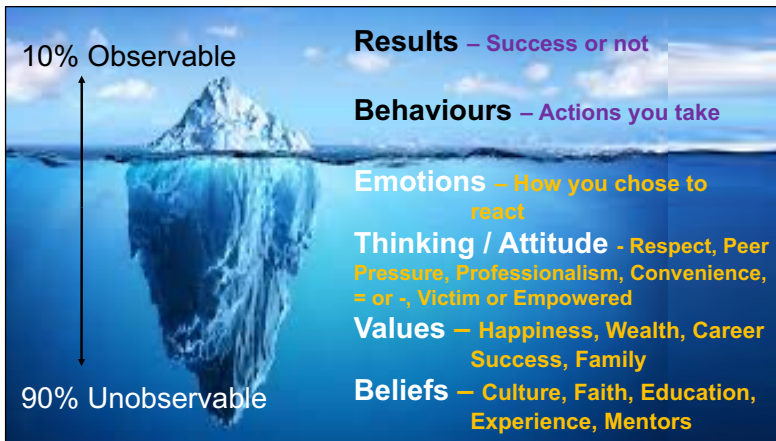 10% Observable
Results – Success or not
Behaviours – Actions you take
Emotions – How you chose to
react
Thinking / Attitude - Respect, Peer
Pressure, Professionalism, Convenience,
= or -, Victim or Empowered
Values – Happiness, Wealth, Career
Success, Family
90% Unobservable
Beliefs – Culture, Faith, Education,
Experience, Mentors